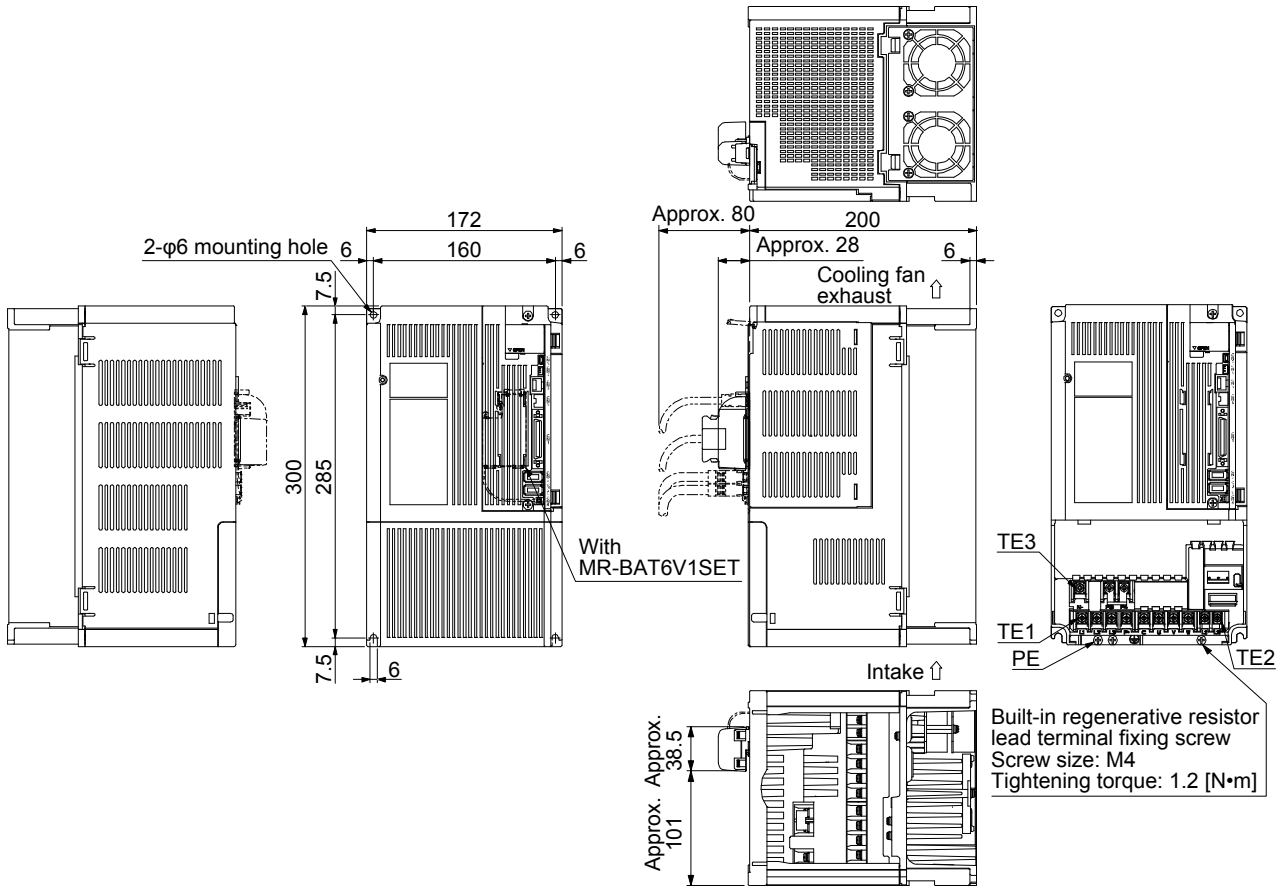 Approx. 80
200
172
2-φ6 mounting hole
6
160
6
Approx. 28
6
7.5
Cooling fan
exhaust
300
285
With
MR-BAT6V1SET
TE3
TE1
PE
TE2
7.5
6
Intake
Built-in regenerative resistor
lead terminal fixing screw
Screw size: M4
Tightening torque: 1.2 [N•m]
Approx.
38.5
Approx.
101